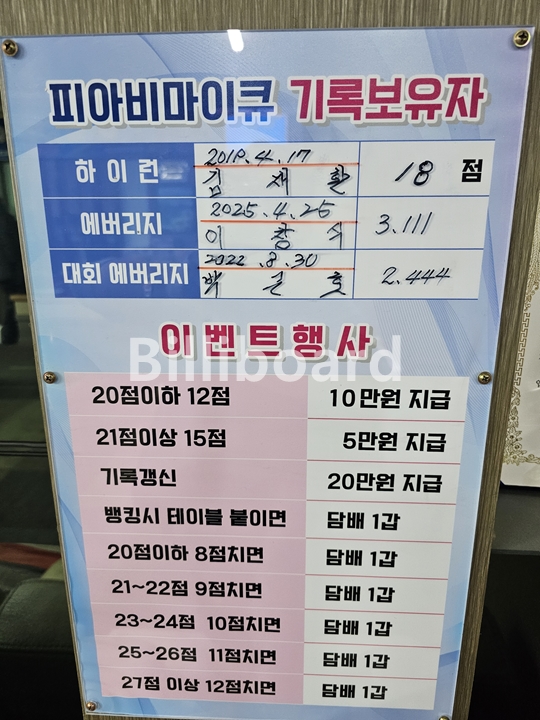 피아비마이큐 기록보유자
하이런 2018.4.17 18 점
김 재
에버리지 2025.4.25 3.111
이 창 식
대회 에버리지 2022.8.30 2.444
백 근 호
이벤트행사
Billiboard
20점이하 12점 10만원 지급
21점이상 15점 5만원 지급
기록갱신 20만원 지급
뱅킹시 테이블 붙이면 담배 1갑
20점이하 8점치면 담배 1갑
21~22점 9점치면 담배 1갑
23~24점 10점치면 담배 1갑
25~26점 11점치면 담배 1갑
27점 이상 12점치면 담배 1갑